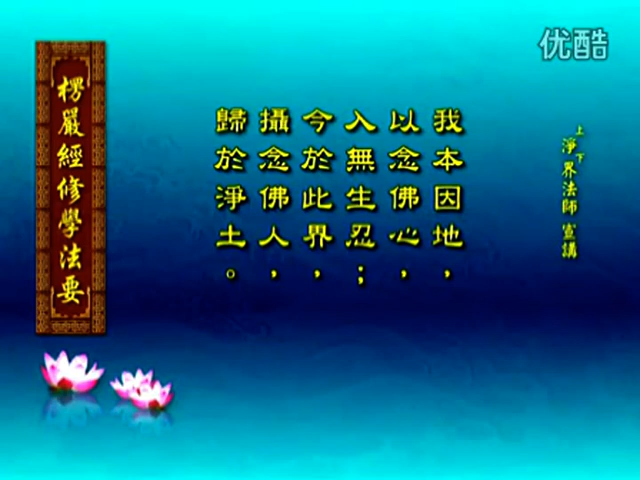 优酷
上淨下界法師 宣講
我本因地，
以念佛心，
入無生忍；
今於此界，
攝念佛人，
歸於淨土。
楞嚴經修學法要